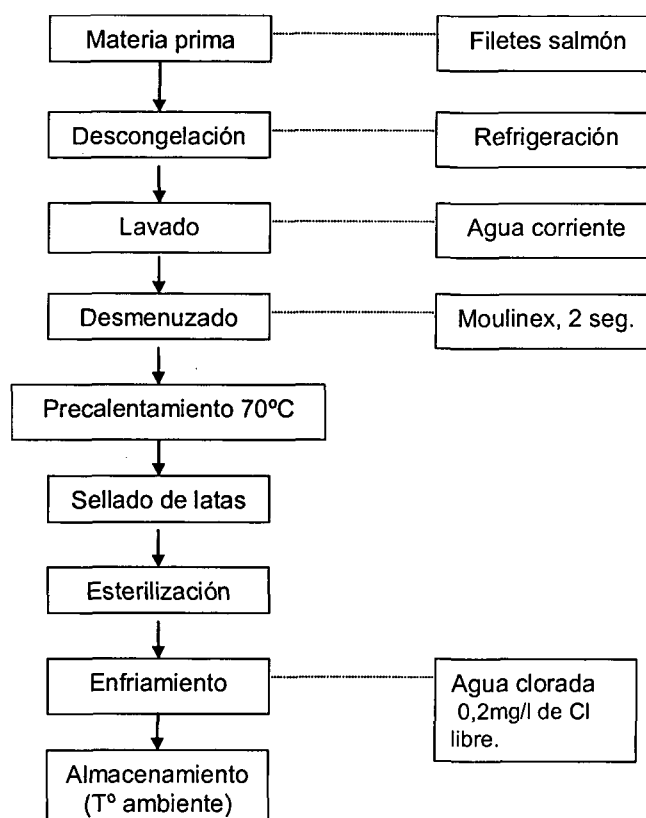 Materia prima
Filetes salmón
Descongelación
Refrigeración
Lavado
Agua corriente
Desmenuzado
Moulinex, 2 seg.
Precalentamiento 70ºC
Sellado de latas
Esterilización
Enfriamiento
Agua clorada
0,2mg/l de Cl
libre.
Almacenamiento
(Tº ambiente)